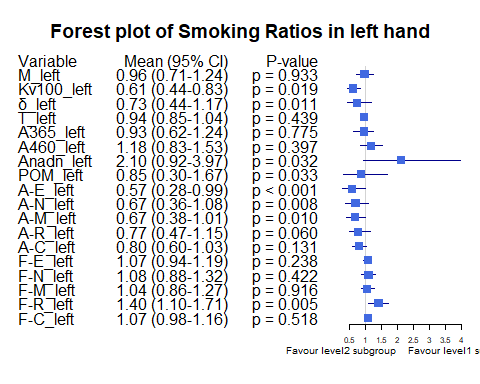 Forest plot of Smoking Ratios in left hand
Variable Mean (95% CI) P-value
M_left 0.96 (0.71-1.24) p = 0.933
Kv100_left 0.61 (0.44-0.83) p = 0.019
δ_left 0.73 (0.44-1.17) p = 0.011
T_left 0.94 (0.85-1.04) p = 0.439
A365_left 0.93 (0.62-1.24) p = 0.775
A460_left 1.18 (0.83-1.53) p = 0.397
Anadn_left 2.10 (0.92-3.97) p = 0.032
POM_left 0.85 (0.30-1.67) p = 0.033
A-E_left 0.57 (0.28-0.99) p < 0.001
A-N_left 0.67 (0.36-1.08) p = 0.008
A-M_left 0.67 (0.38-1.01) p = 0.010
A-R_left 0.77 (0.47-1.15) p = 0.060
A-C_left 0.80 (0.60-1.03) p = 0.131
F-E_left 1.07 (0.94-1.19) p = 0.238
F-N_left 1.08 (0.88-1.32) p = 0.422
F-M_left 1.04 (0.86-1.27) p = 0.916
F-R_left 1.40 (1.10-1.71) p = 0.005
F-C_left 1.07 (0.98-1.16) p = 0.518
0.5 1 1.5 2 2.5 3 3.5 4
Favour level2 subgroup Favour level1 s